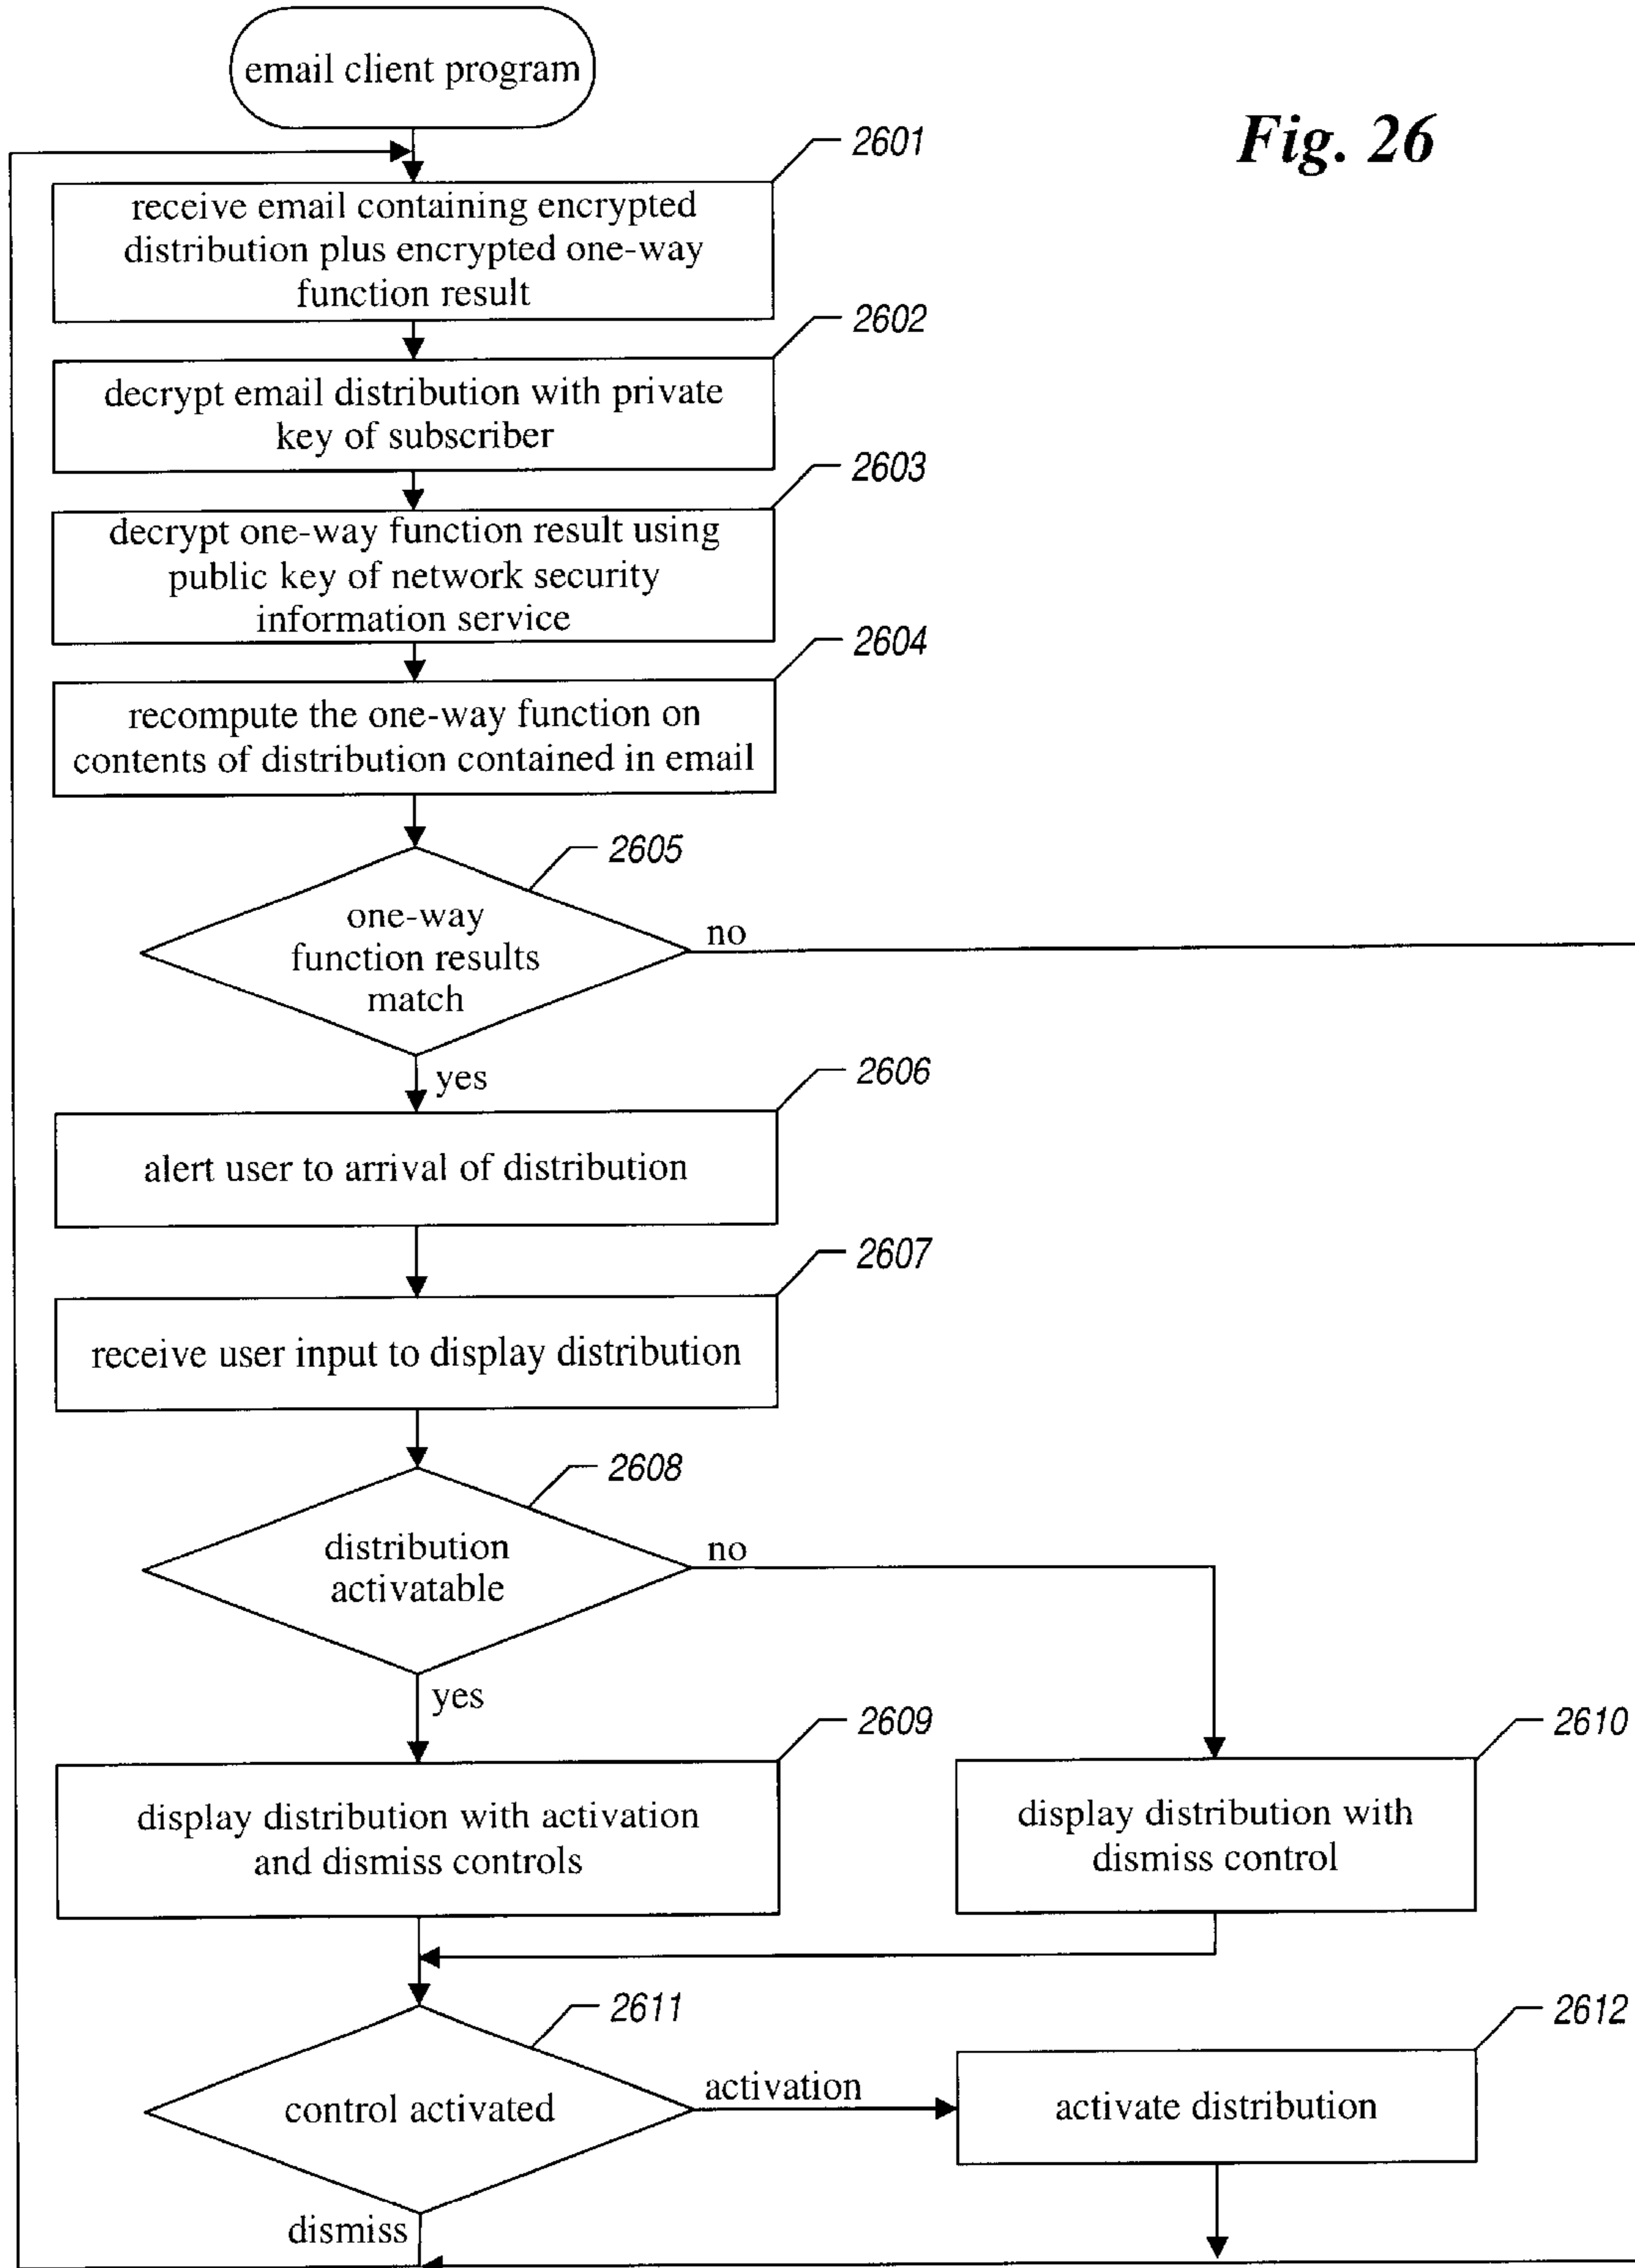 email client program
Fig. 26
2601
receive email containing encrypted
distribution plus encrypted one-way
function result
2602
decrypt email distribution with private
key of subscriber
2603
decrypt one-way function result using
public key of network security
information service
2604
recompute the one-way function on
contents of distribution contained in email
2605
one-way
function results
match
no
yes
2606
alert user to arrival of distribution
2607
receive user input to display distribution
2608
distribution
activatable
no
yes
2609
display distribution with activation
and dismiss controls
2610
display distribution with
dismiss control
2611
control activated
activation
2612
activate distribution
dismiss